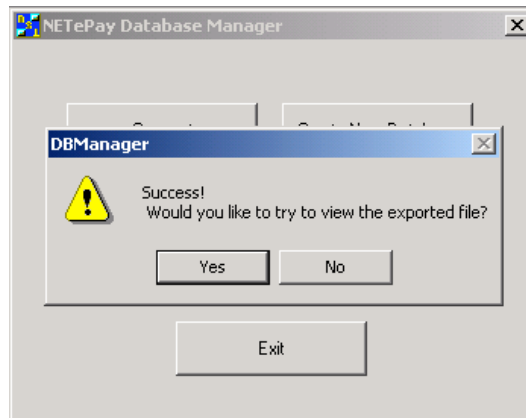 NETePay Database Manager
DBManager
Success!
Would you like to try to view the exported file?
Yes
No
Exit